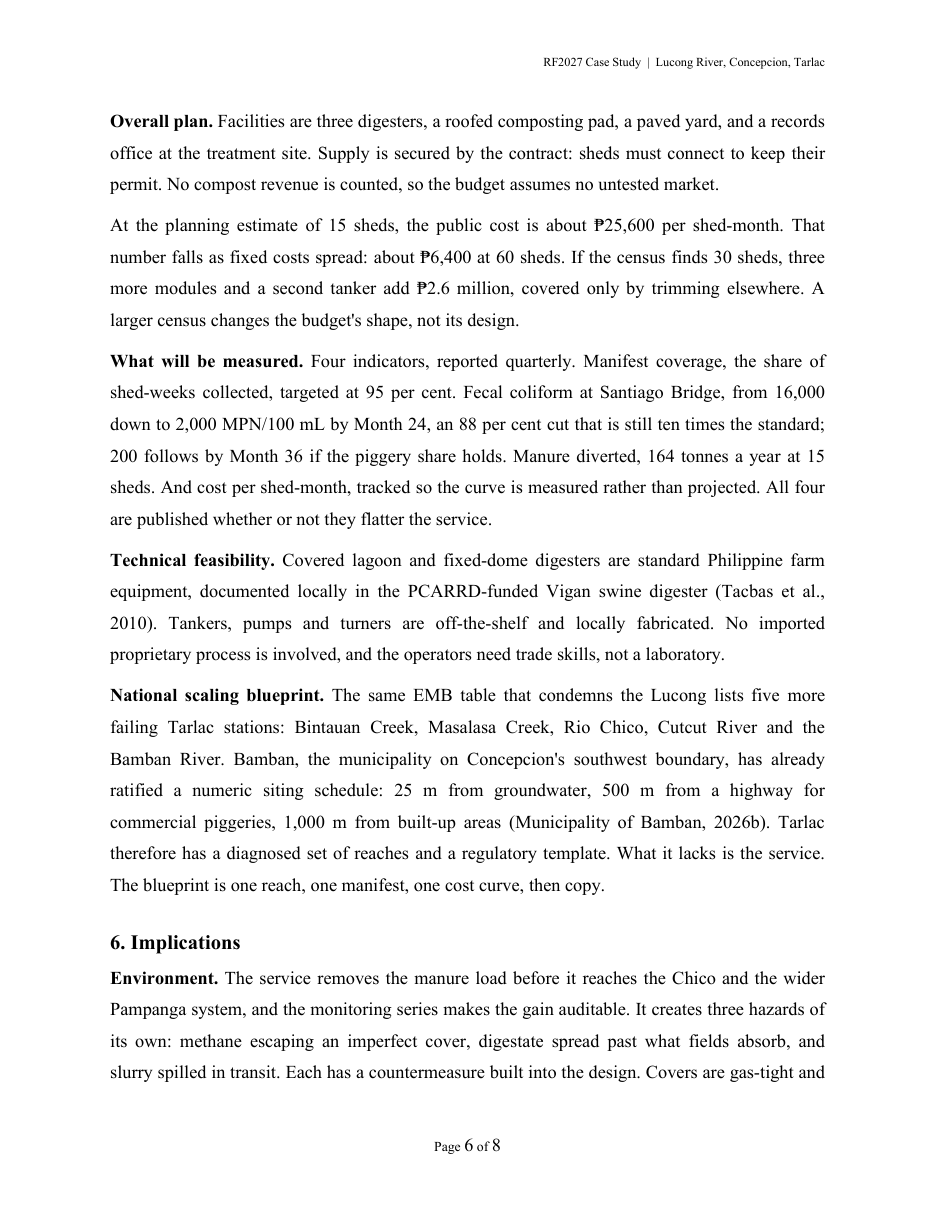 RF2027 Case Study | Lucong River, Concepcion, Tarlac
Overall plan. Facilities are three digesters, a roofed composting pad, a paved yard, and a records
office at the treatment site. Supply is secured by the contract: sheds must connect to keep their
permit. No compost revenue is counted, so the budget assumes no untested market.
At the planning estimate of 15 sheds, the public cost is about ₱25,600 per shed-month. That
number falls as fixed costs spread: about ₱6,400 at 60 sheds. If the census finds 30 sheds, three
more modules and a second tanker add ₱2.6 million, covered only by trimming elsewhere. A
larger census changes the budget's shape, not its design.
What will be measured. Four indicators, reported quarterly. Manifest coverage, the share of
shed-weeks collected, targeted at 95 per cent. Fecal coliform at Santiago Bridge, from 16,000
down to 2,000 MPN/100 mL by Month 24, an 88 per cent cut that is still ten times the standard;
200 follows by Month 36 if the piggery share holds. Manure diverted, 164 tonnes a year at 15
sheds. And cost per shed-month, tracked so the curve is measured rather than projected. All four
are published whether or not they flatter the service.
Technical feasibility. Covered lagoon and fixed-dome digesters are standard Philippine farm
equipment, documented locally in the PCARRD-funded Vigan swine digester (Tacbas et al.,
2010). Tankers, pumps and turners are off-the-shelf and locally fabricated. No imported
proprietary process is involved, and the operators need trade skills, not a laboratory.
National scaling blueprint. The same EMB table that condemns the Lucong lists five more
failing Tarlac stations: Bintauan Creek, Masalasa Creek, Rio Chico, Cutcut River and the
Bamban River. Bamban, the municipality on Concepcion's southwest boundary, has already
ratified a numeric siting schedule: 25 m from groundwater, 500 m from a highway for
commercial piggeries, 1,000 m from built-up areas (Municipality of Bamban, 2026b). Tarlac
therefore has a diagnosed set of reaches and a regulatory template. What it lacks is the service.
The blueprint is one reach, one manifest, one cost curve, then copy.
6. Implications
Environment. The service removes the manure load before it reaches the Chico and the wider
Pampanga system, and the monitoring series makes the gain auditable. It creates three hazards of
its own: methane escaping an imperfect cover, digestate spread past what fields absorb, and
slurry spilled in transit. Each has a countermeasure built into the design. Covers are gas-tight and
Page 6 of 8